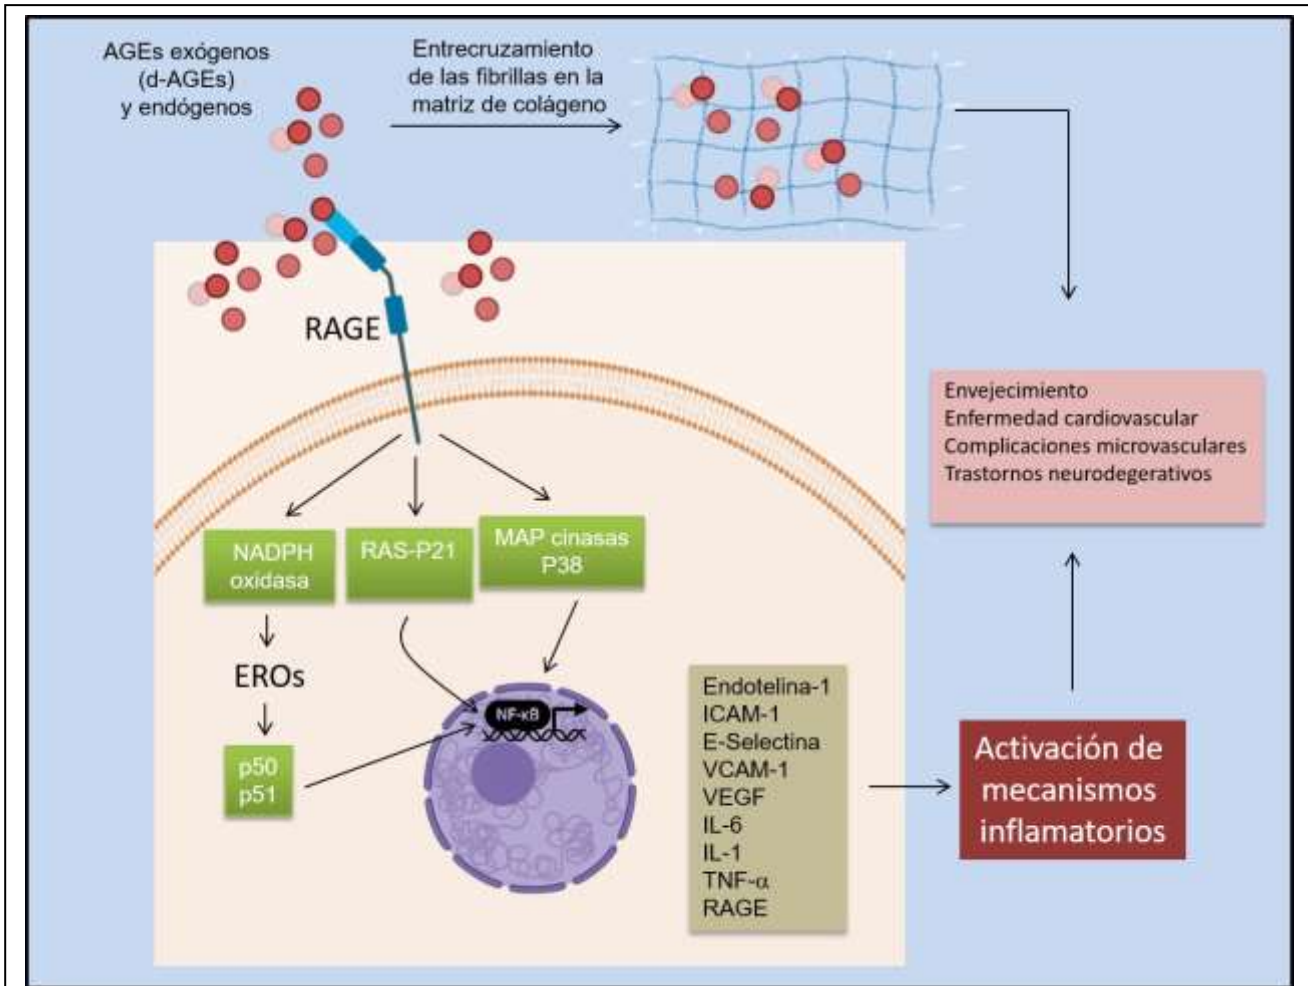 AGEs exógenos
(d-AGEs)
y endógenos
Entrecruzamiento
de las fibrillas en la
matriz de colágeno
RAGE
Envejecimiento
Enfermedad cardiovascular
Complicaciones microvasculares
Trastornos neurodegerativos
NADPH
oxidasa
RAS-P21
MAP cinasas
P38
EROs
p50
p51
NF-κB
Endotelina-1
ICAM-1
E-Selectina
VCAM-1
VEGF
IL-6
IL-1
TNF-α
RAGE
Activación de
mecanismos
inflamatorios